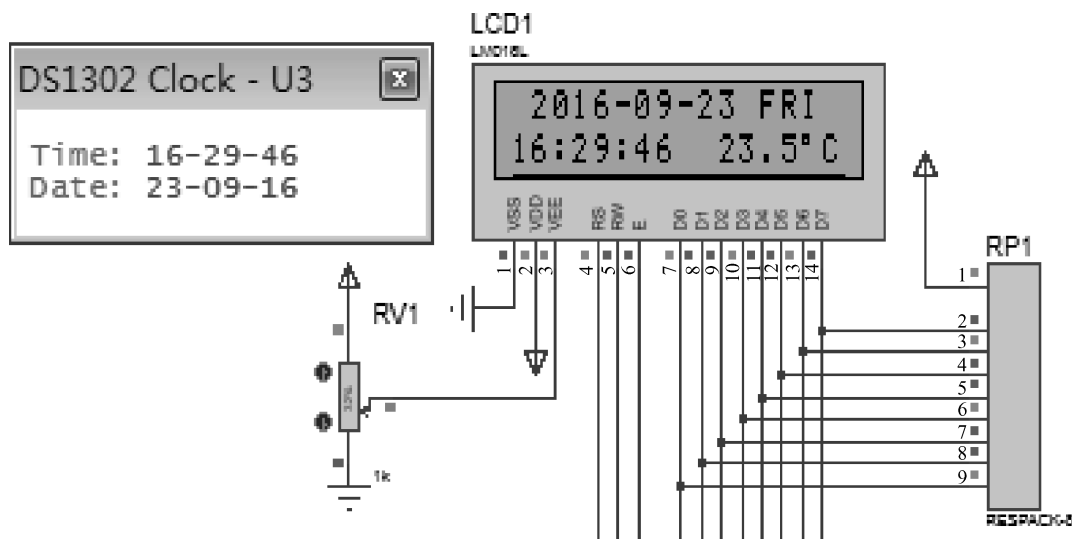 DS1302 Clock - U3
Time: 16-29-46
Date: 23-09-16
LCD1
LM016L
2016-09-23 FRI
16:29:46 23.5°C
VSS VDD VEE RS RW E D0 D1 D2 D3 D4 D5 D6 D7
1 2 3 4 5 6 7 8 9 10 11 12 13 14
RV1
1k
RP1
1
2
3
4
5
6
7
8
9
RESPACK-8